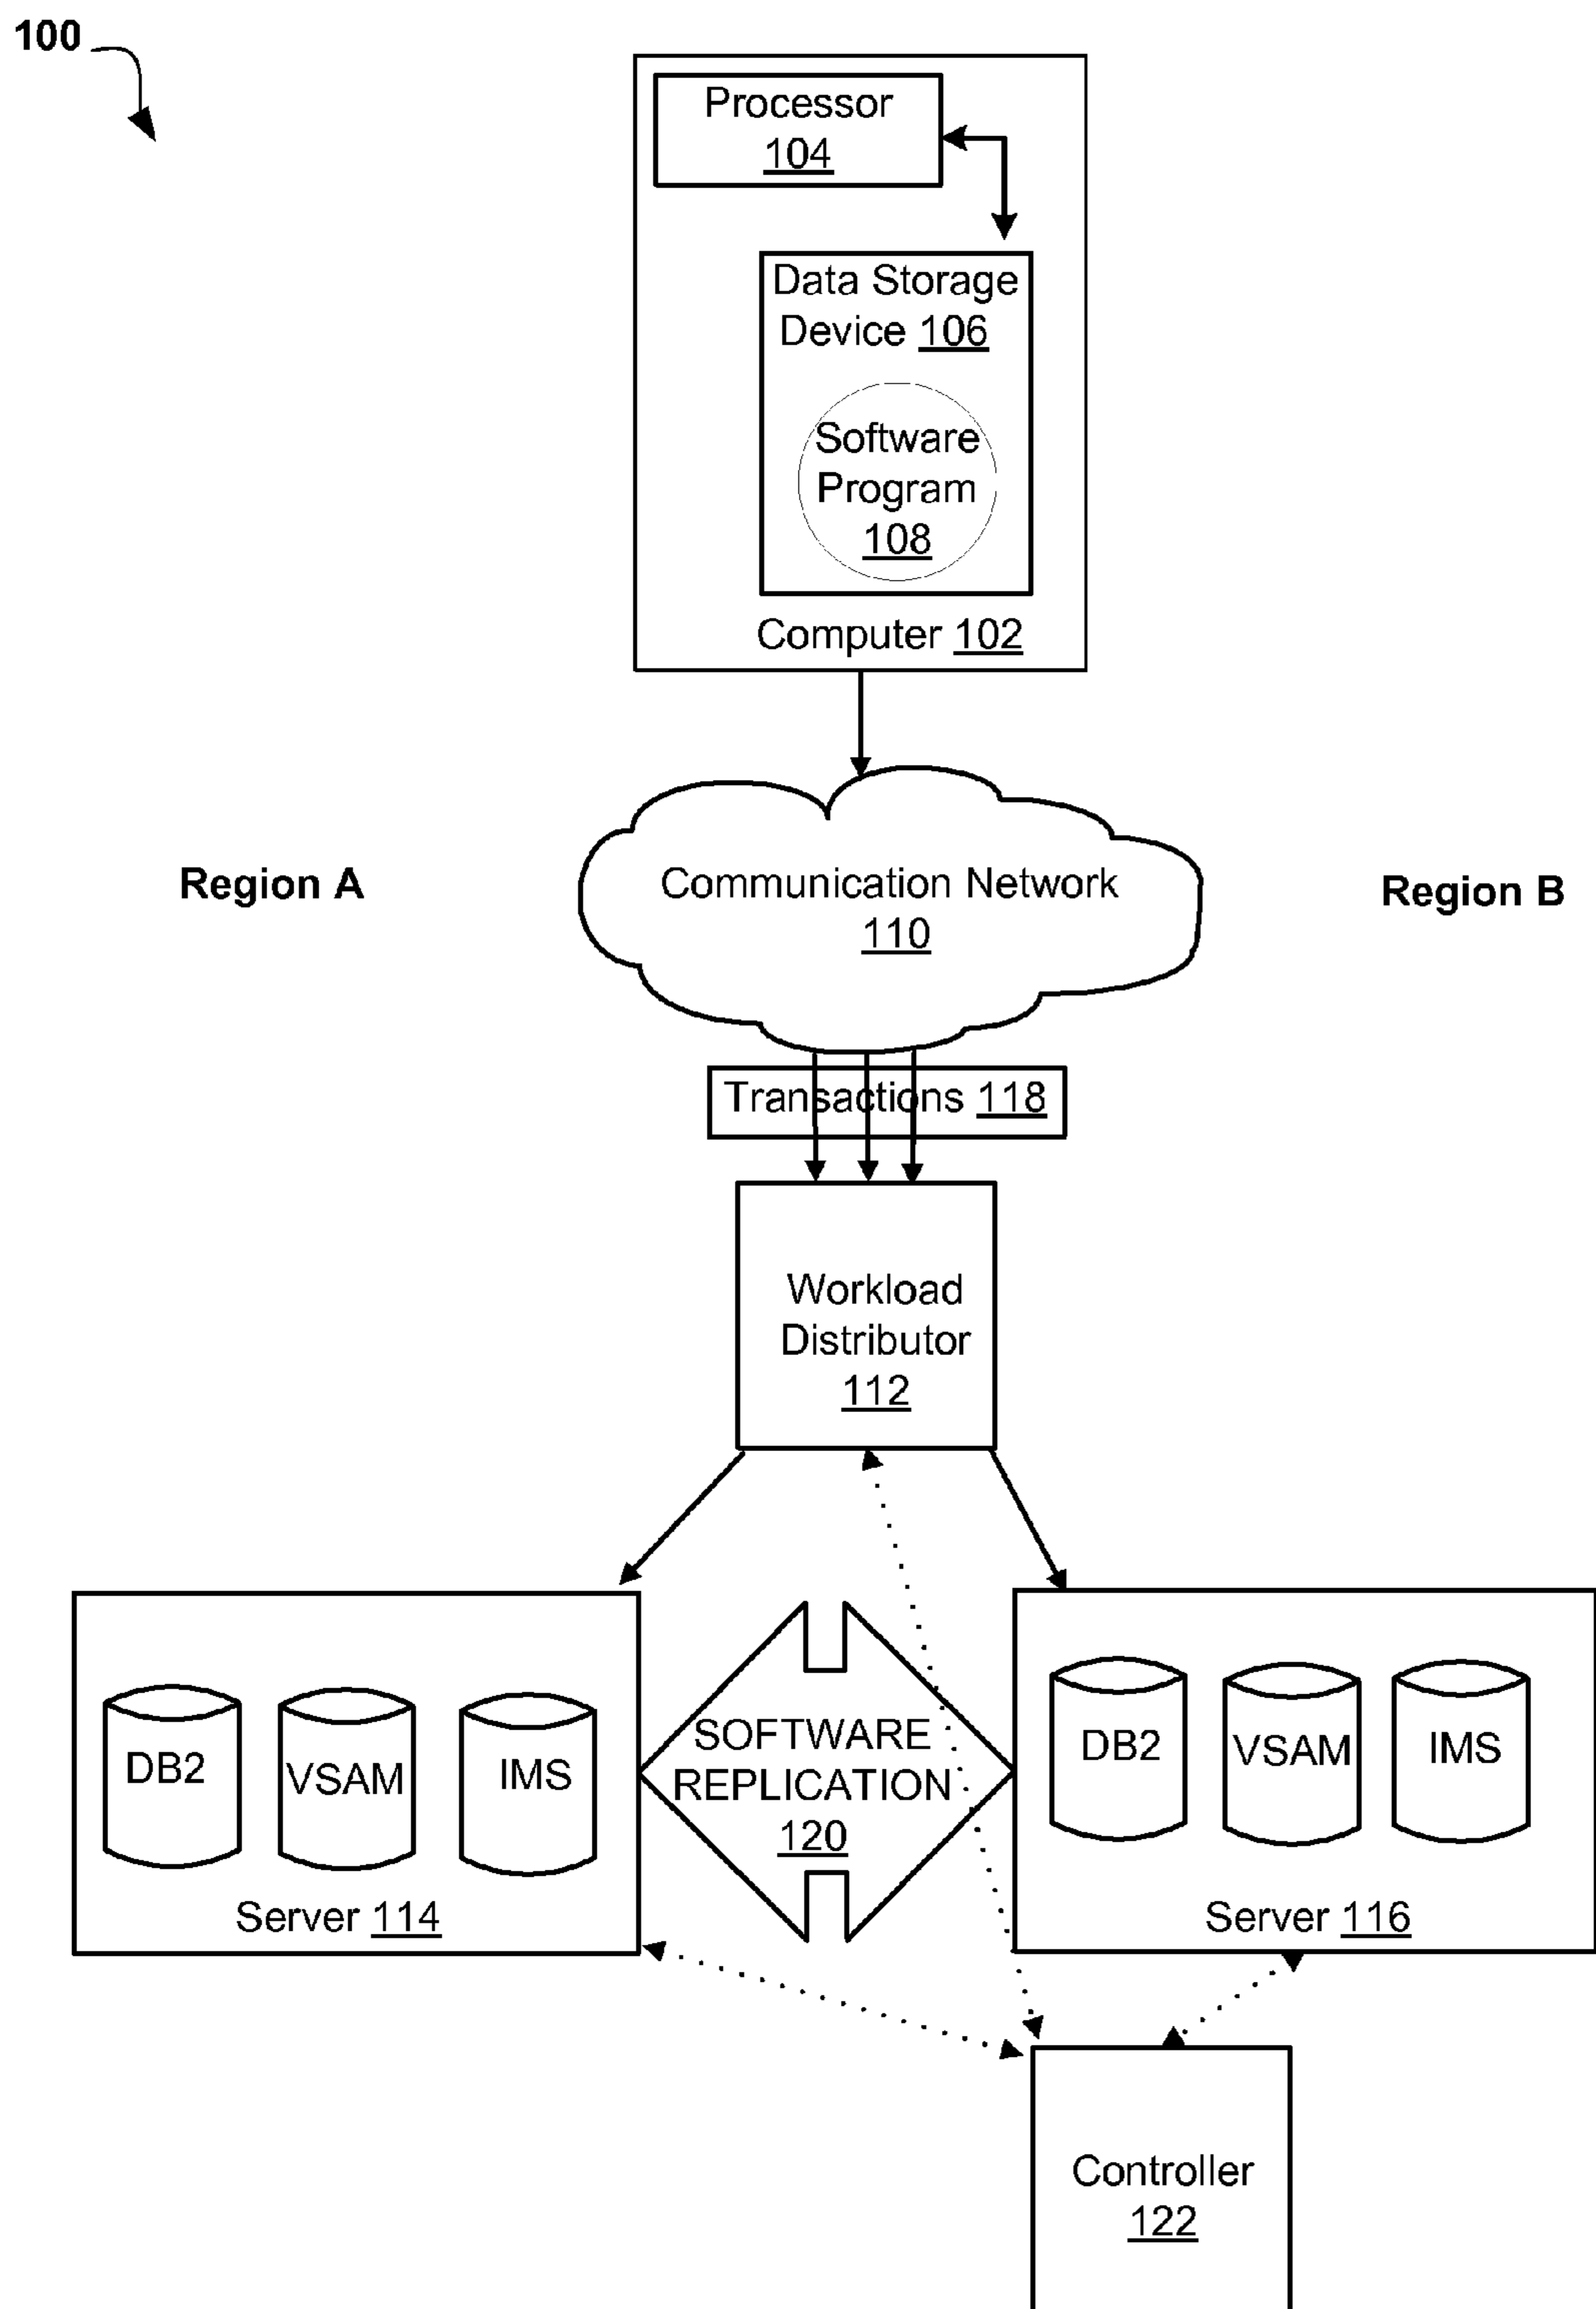 100
Processor
104
Data Storage
Device 106
Software
Program
108
Computer 102
Region A
Communication Network
110
Region B
Transactions 118
Workload
Distributor
112
DB2
VSAM
IMS
Server 114
SOFTWARE
REPLICATION
120
DB2
VSAM
IMS
Server 116
Controller
122